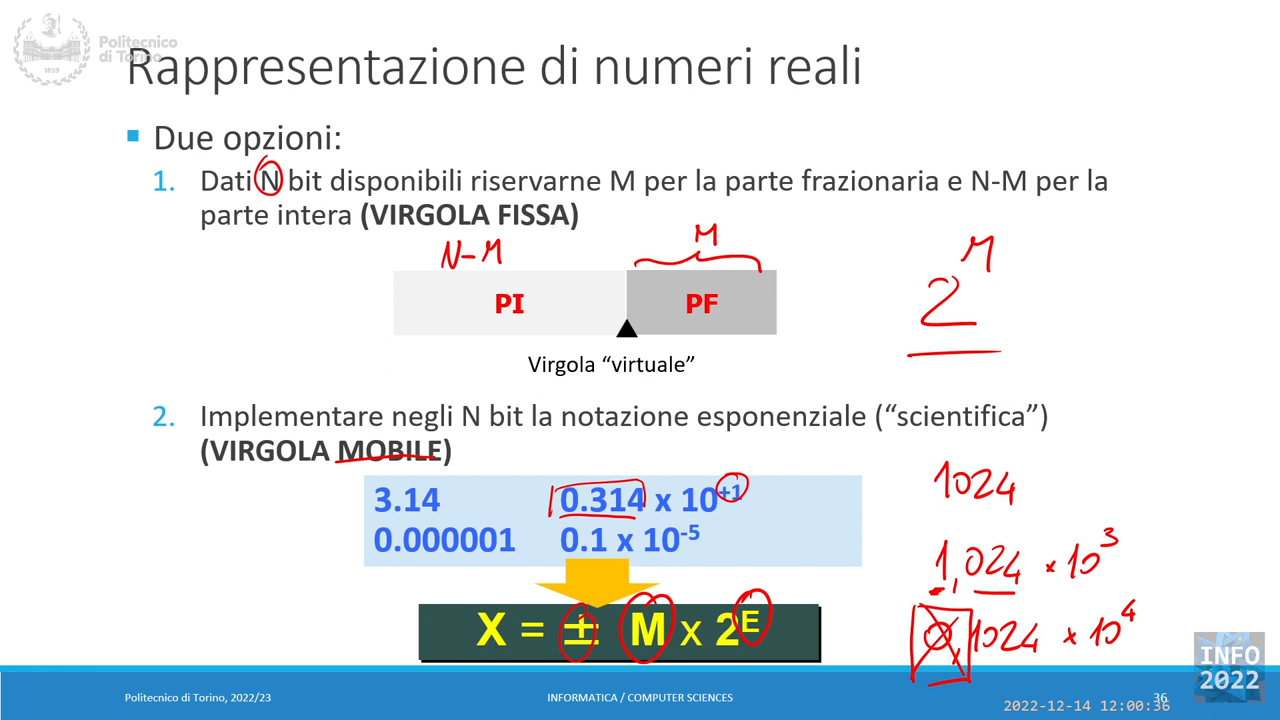 Politecnico
di Torino
1859
Rappresentazione di numeri reali
Due opzioni:
1. Dati N bit disponibili riservarne M per la parte frazionaria e N-M per la
parte intera (VIRGOLA FISSA)
N-M
M
2^M
PI
PF
Virgola “virtuale”
2. Implementare negli N bit la notazione esponenziale (“scientifica”)
(VIRGOLA MOBILE)
3.14 0.314 x 10^+1
0.000001 0.1 x 10^-5
1024
1,024 × 10^3
0,1024 × 10^4
X = ± M x 2^E
INFO
2022
Politecnico di Torino, 2022/23
INFORMATICA / COMPUTER SCIENCES
36
2022-12-14 12:00:36